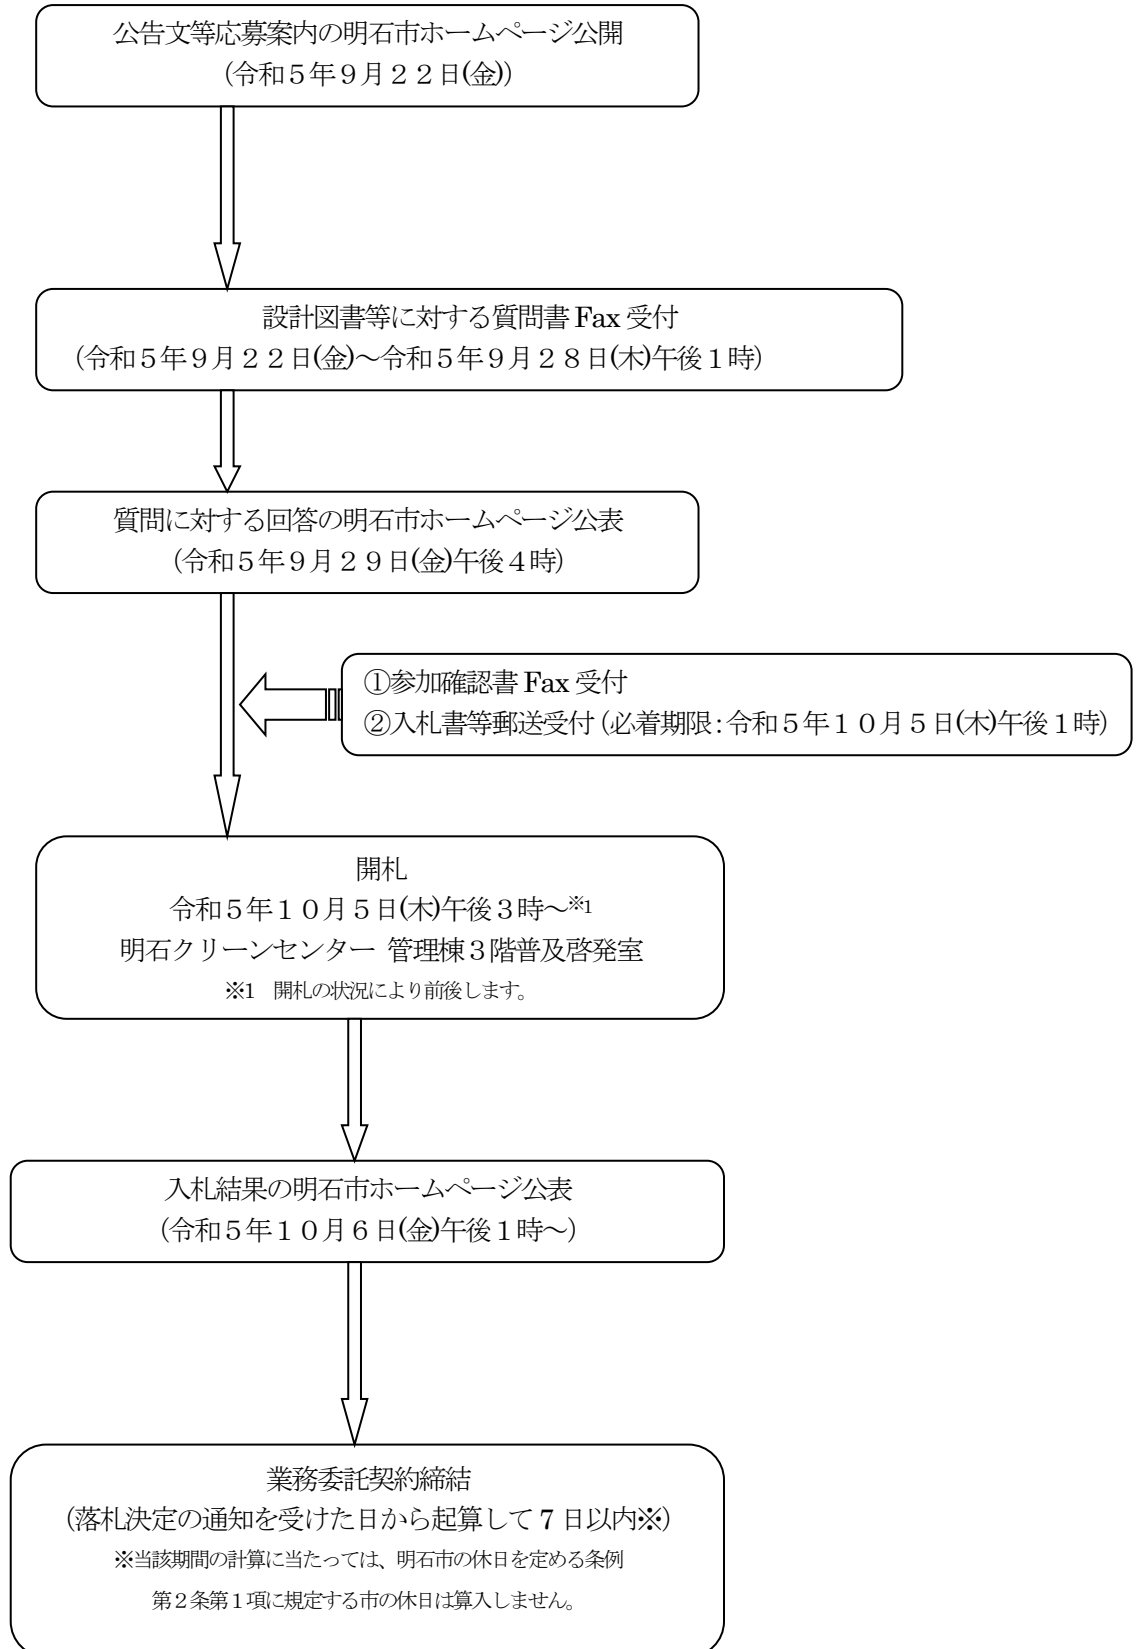 公告文等応募案内の明石市ホームページ公開
（令和５年９月２２日(金)）
設計図書等に対する質問書 Fax 受付
（令和５年９月２２日(金)～令和５年９月２８日(木)午後１時）
質問に対する回答の明石市ホームページ公表
（令和５年９月２９日(金)午後４時）
①参加確認書 Fax 受付
②入札書等郵送受付（必着期限：令和５年１０月５日(木)午後１時）
開札
令和５年１０月５日(木)午後３時～※1
明石クリーンセンター 管理棟３階普及啓発室
※1　開札の状況により前後します。
入札結果の明石市ホームページ公表
（令和５年１０月６日(金)午後１時～）
業務委託契約締結
（落札決定の通知を受けた日から起算して 7 日以内※）
※当該期間の計算に当たっては、明石市の休日を定める条例
第２条第１項に規定する市の休日は算入しません。